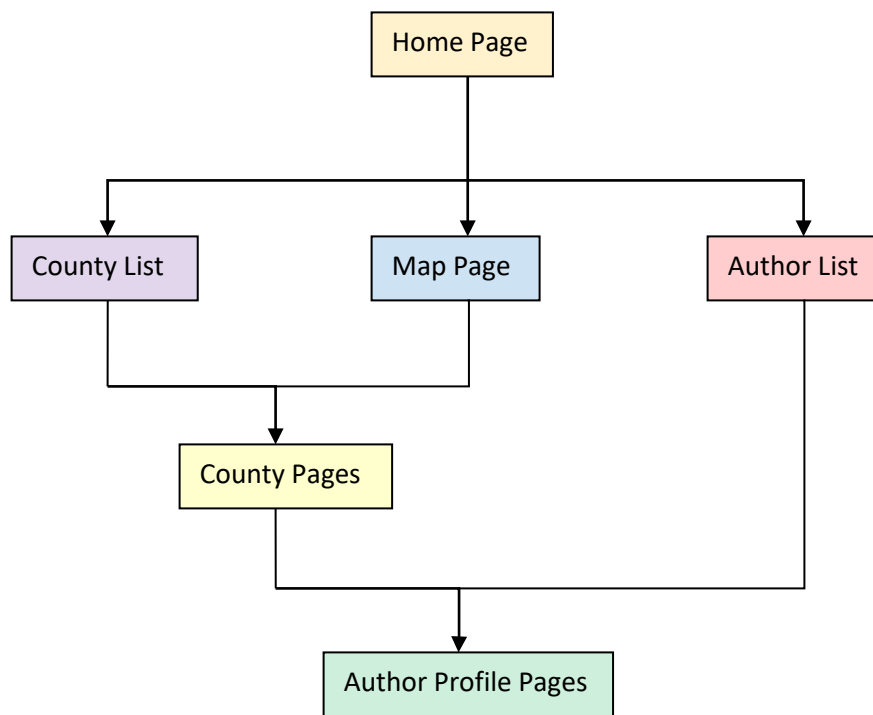 Home Page
County List
Map Page
Author List
County Pages
Author Profile Pages